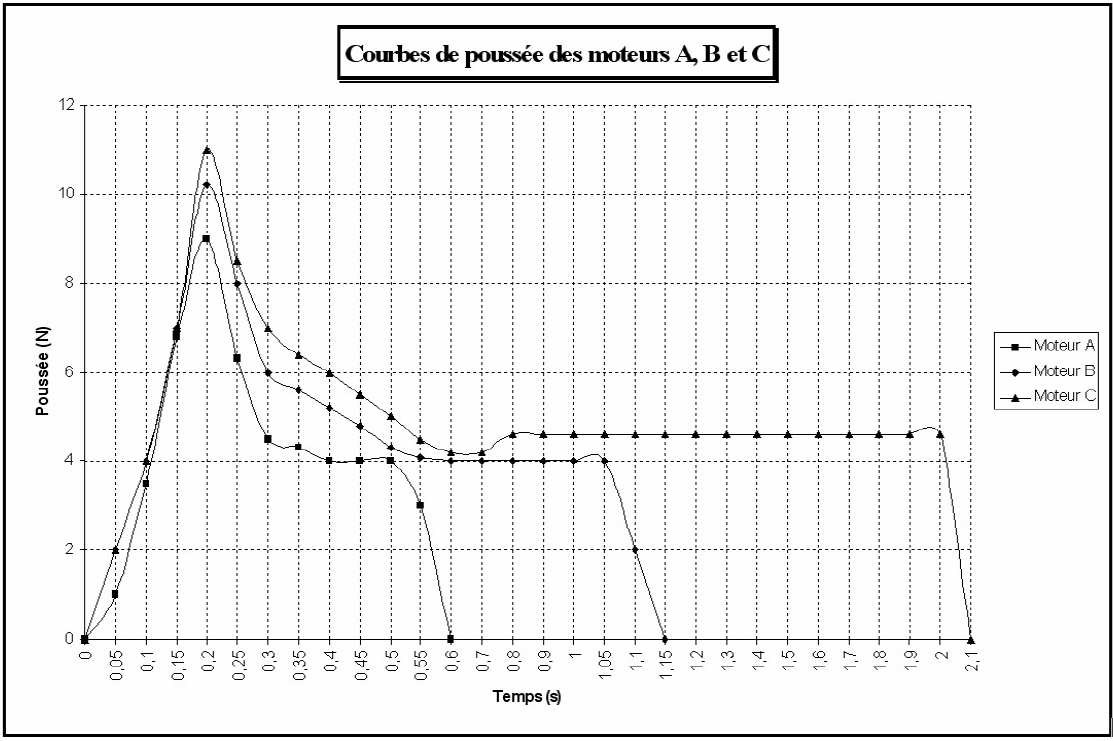 Courbes de poussée des moteurs A, B et C
12
10
8
6
4
2
0
Poussée (N)
0 0,05 0,1 0,15 0,2 0,25 0,3 0,35 0,4 0,45 0,5 0,55 0,6 0,7 0,8 0,9 1 1,05 1,1 1,15 1,2 1,3 1,4 1,5 1,6 1,7 1,8 1,9 2 2,1
Temps (s)
Moteur A
Moteur B
Moteur C